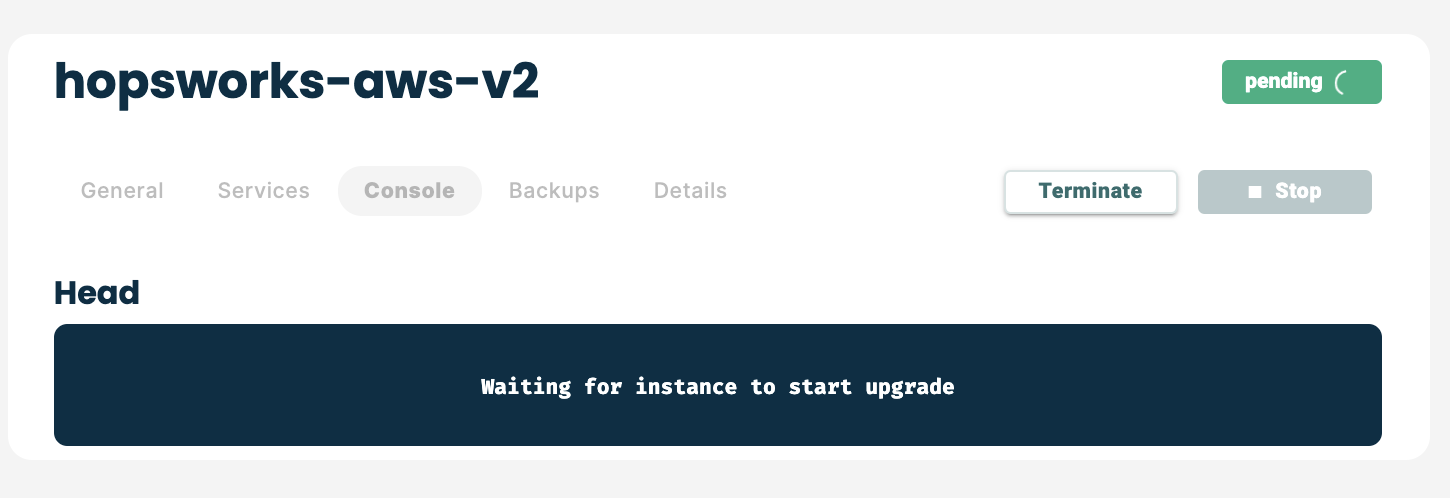 hopsworks-aws-v2
pending
General Services Console Backups Details
Terminate Stop
Head
Waiting for instance to start upgrade